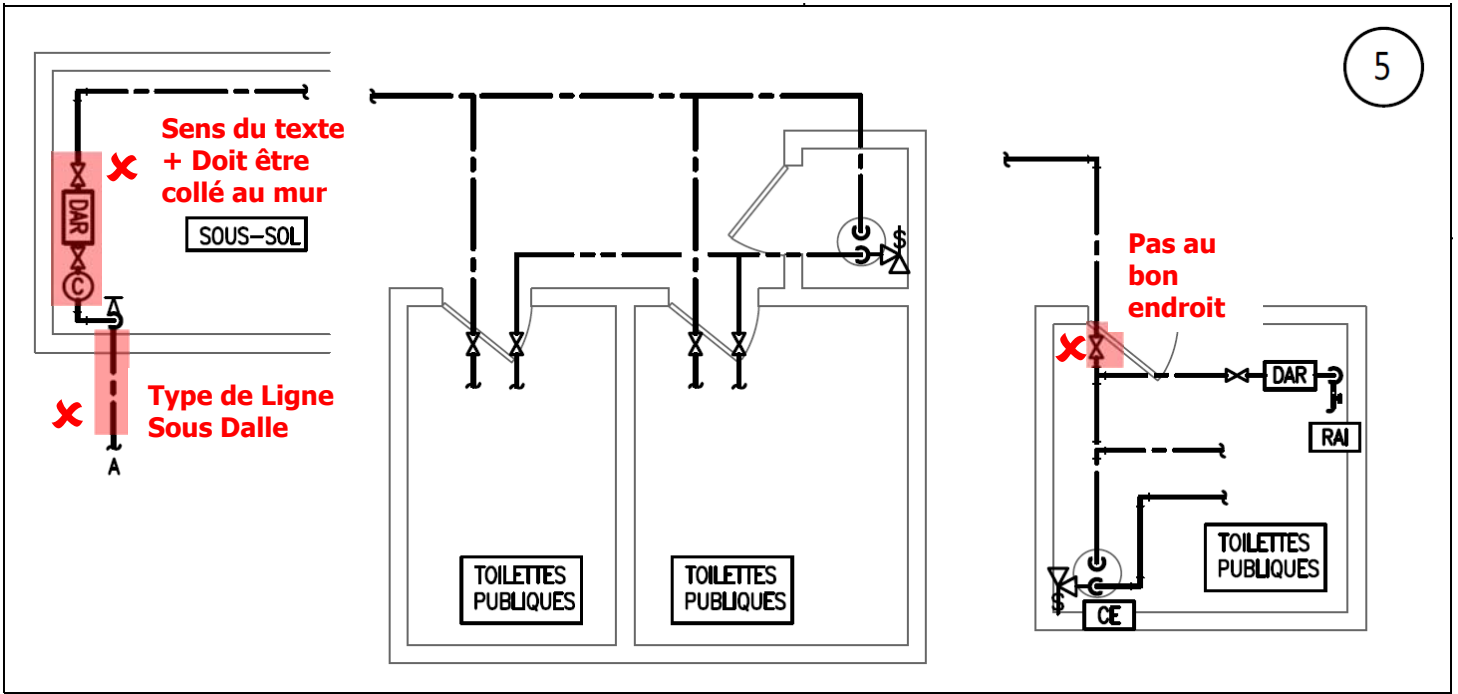 5
Sens du texte
+ Doit être
collé au mur
DAR
SOUS-SOL
C
S
Pas au
bon
endroit
Type de Ligne
Sous Dalle
A
DAR
RAI
TOILETTES
PUBLIQUES
TOILETTES
PUBLIQUES
TOILETTES
PUBLIQUES
S
CE